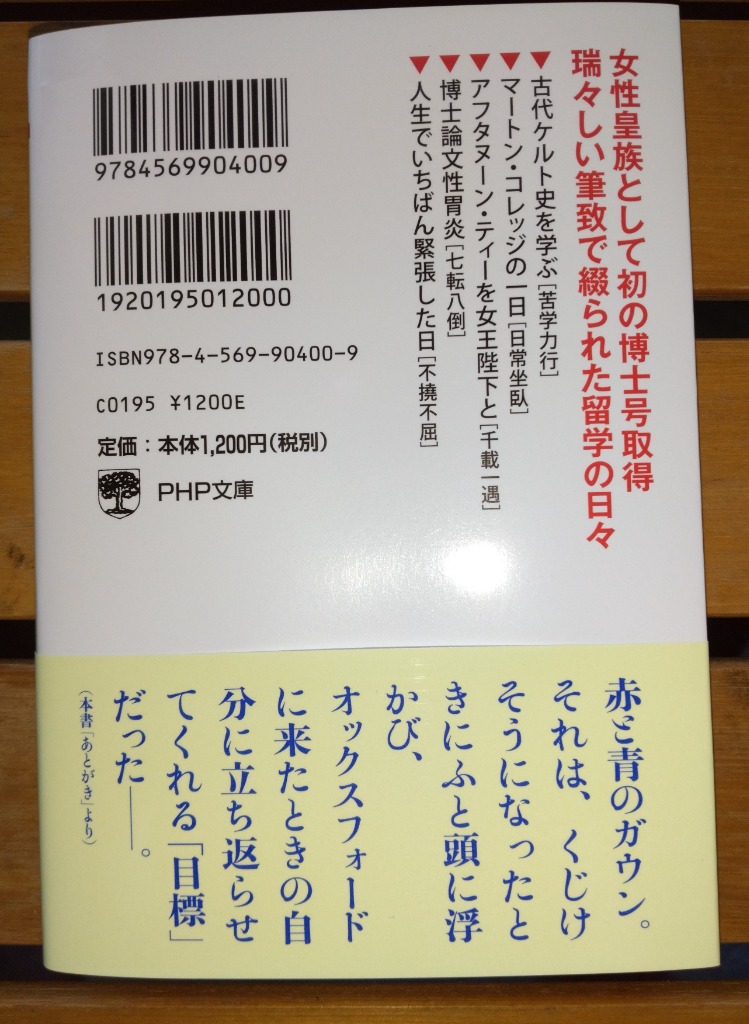 女性皇族として初の博士号取得
瑞々しい筆致で綴られた留学の日々
▼古代ケルト史を学ぶ[苦学力行]
▼マートン・コレッジの一日[日常坐臥]
▼アフタヌーン・ティーを女王陛下と[千載一遇]
▼博士論文性胃炎[七転八倒]
▼人生でいちばん緊張した日[不撓不屈]
9784569904009
1920195012000
ISBN978-4-569-90400-9
C0195 ¥1200E
定価:本体1,200円(税別)
PHP文庫
赤と青のガウン。
それは、くじけ
そうになったと
きにふと頭に浮
かび、
オックスフォード
に来たときの自
分に立ち返らせ
てくれる「目標」
だった――。
(本書「あとがき」より)